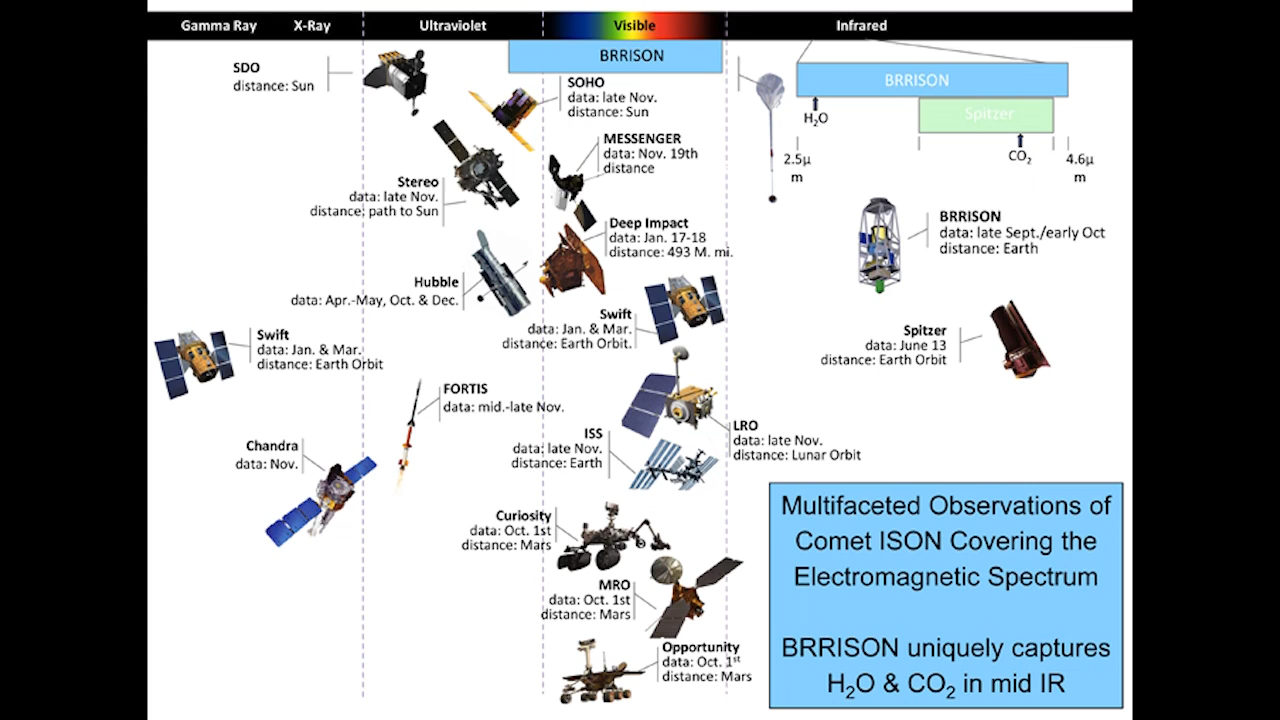 Gamma Ray X-Ray Ultraviolet Visible Infrared
BRRISON
SDO
distance: Sun
SOHO
data: late Nov.
distance: Sun
BRRISON
H₂O
Spitzer
CO₂
2.5μ
m
4.6μ
m
MESSENGER
data: Nov. 19th
distance
Stereo
data: late Nov.
distance: path to Sun
Deep Impact
data: Jan. 17-18
distance: 493 M. mi.
BRRISON
data: late Sept./early Oct
distance: Earth
Hubble
data: Apr.-May, Oct. & Dec.
Swift
data: Jan. & Mar.
distance: Earth Orbit.
Spitzer
data: June 13
distance: Earth Orbit
Swift
data: Jan. & Mar.
distance: Earth Orbit
FORTIS
data: mid.-late Nov.
LRO
data: late Nov.
distance: Lunar Orbit
ISS
data: late Nov.
distance: Earth
Chandra
data: Nov.
Curiosity
data: Oct. 1st
distance: Mars
MRO
data: Oct. 1st
distance: Mars
Opportunity
data: Oct. 1st
distance: Mars
Multifaceted Observations of
Comet ISON Covering the
Electromagnetic Spectrum
BRRISON uniquely captures
H₂O & CO₂ in mid IR